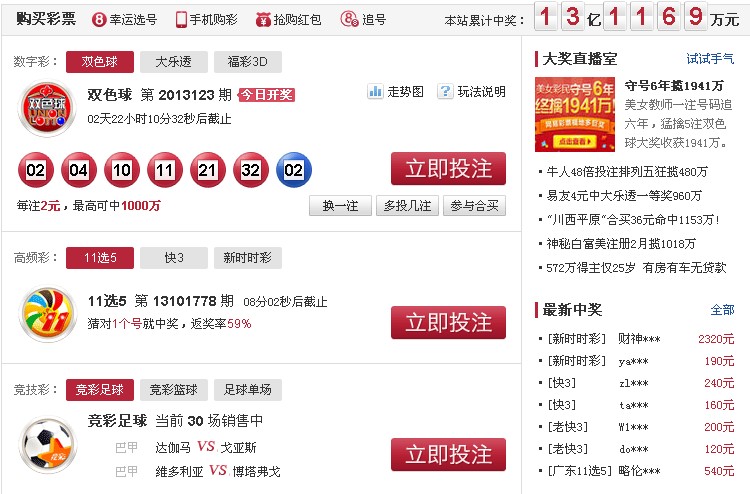 购买彩票 幸运选号 手机购彩 抢购红包 追号 本站累计中奖： 1 3 亿 1 1 6 9 万元
数字彩： 双色球 大乐透 福彩3D
双色球 第 2013123 期 今日开奖 走势图 玩法说明
02天22小时10分32秒后截止
双色球
UNION
LOTTO
02 04 10 11 21 32 02 立即投注
每注2元，最高可中1000万 换一注 多投几注 参与合买
高频彩： 11选5 快3 新时时彩
11选5 第 13101778 期 08分02秒后截止
猜对1个号就中奖，返奖率59%
立即投注
竞技彩： 竞彩足球 竞彩篮球 足球单场
竞彩足球 当前 30 场销售中
巴甲 达伽马 VS 戈亚斯
巴甲 维多利亚 VS 博塔弗戈
立即投注
大奖直播室 试试手气
美女彩民守号6年
终揽1941万!
点击查看
守号6年揽1941万
美女教师一注号码追
六年，猛擒5注双色
球大奖收获1941万。
牛人48倍投注排列五狂揽480万
易友4元中大乐透一等奖960万
“川西平原”合买36元命中1153万!
神秘白富美注册2月揽1018万
572万得主仅25岁 有房有车无贷款
最新中奖 全部
[新时时彩] 财神*** 2320元
[新时时彩] ya*** 190元
[快3] zl*** 240元
[快3] ta*** 160元
[老快3] W1*** 200元
[老快3] do*** 120元
[广东11选5] 略伦*** 540元